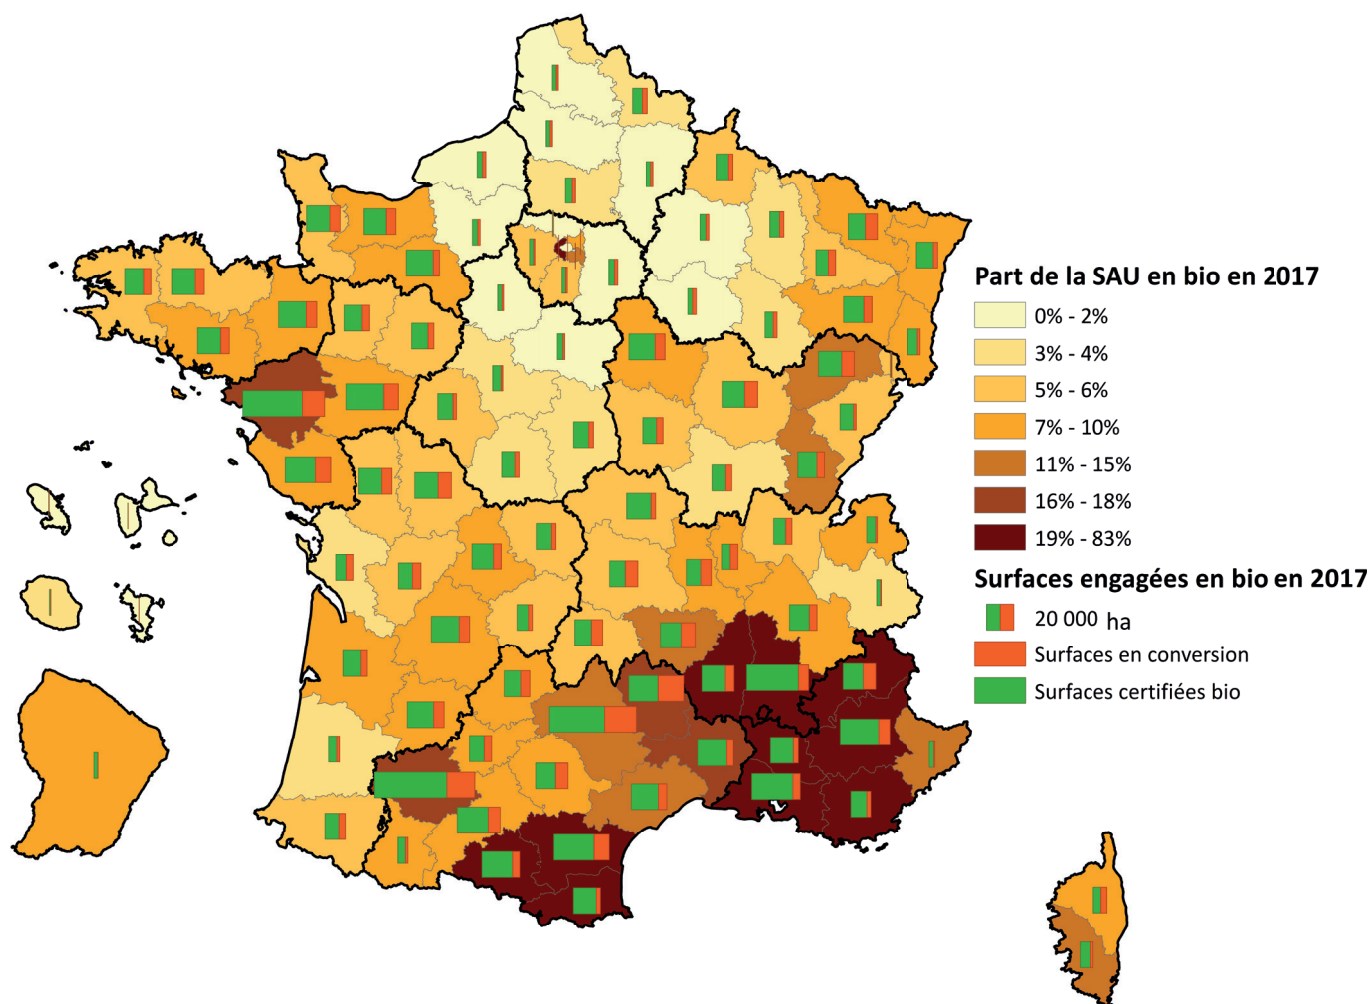 Part de la SAU en bio en 2017
0% - 2%
3% - 4%
5% - 6%
7% - 10%
11% - 15%
16% - 18%
19% - 83%
Surfaces engagées en bio en 2017
20 000 ha
Surfaces en conversion
Surfaces certifiées bio